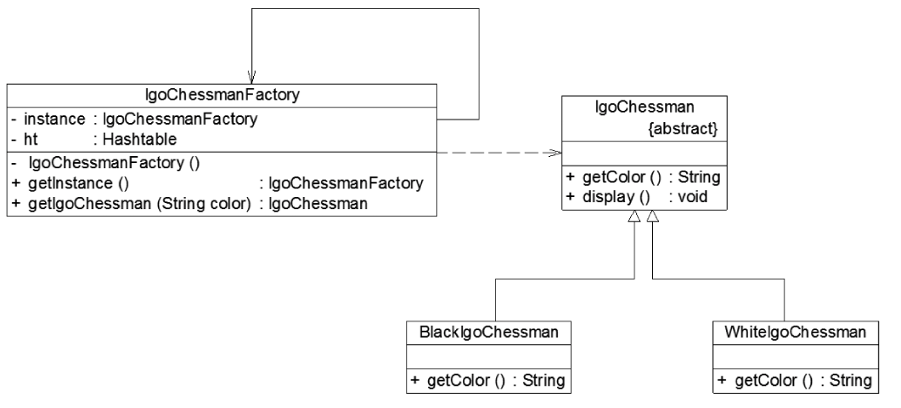 IgoChessmanFactory
- instance : IgoChessmanFactory
- ht : Hashtable
- IgoChessmanFactory ()
+ getInstance () : IgoChessmanFactory
+ getIgoChessman (String color) : IgoChessman
IgoChessman
{abstract}
+ getColor () : String
+ display () : void
BlackIgoChessman
+ getColor () : String
WhiteIgoChessman
+ getColor () : String